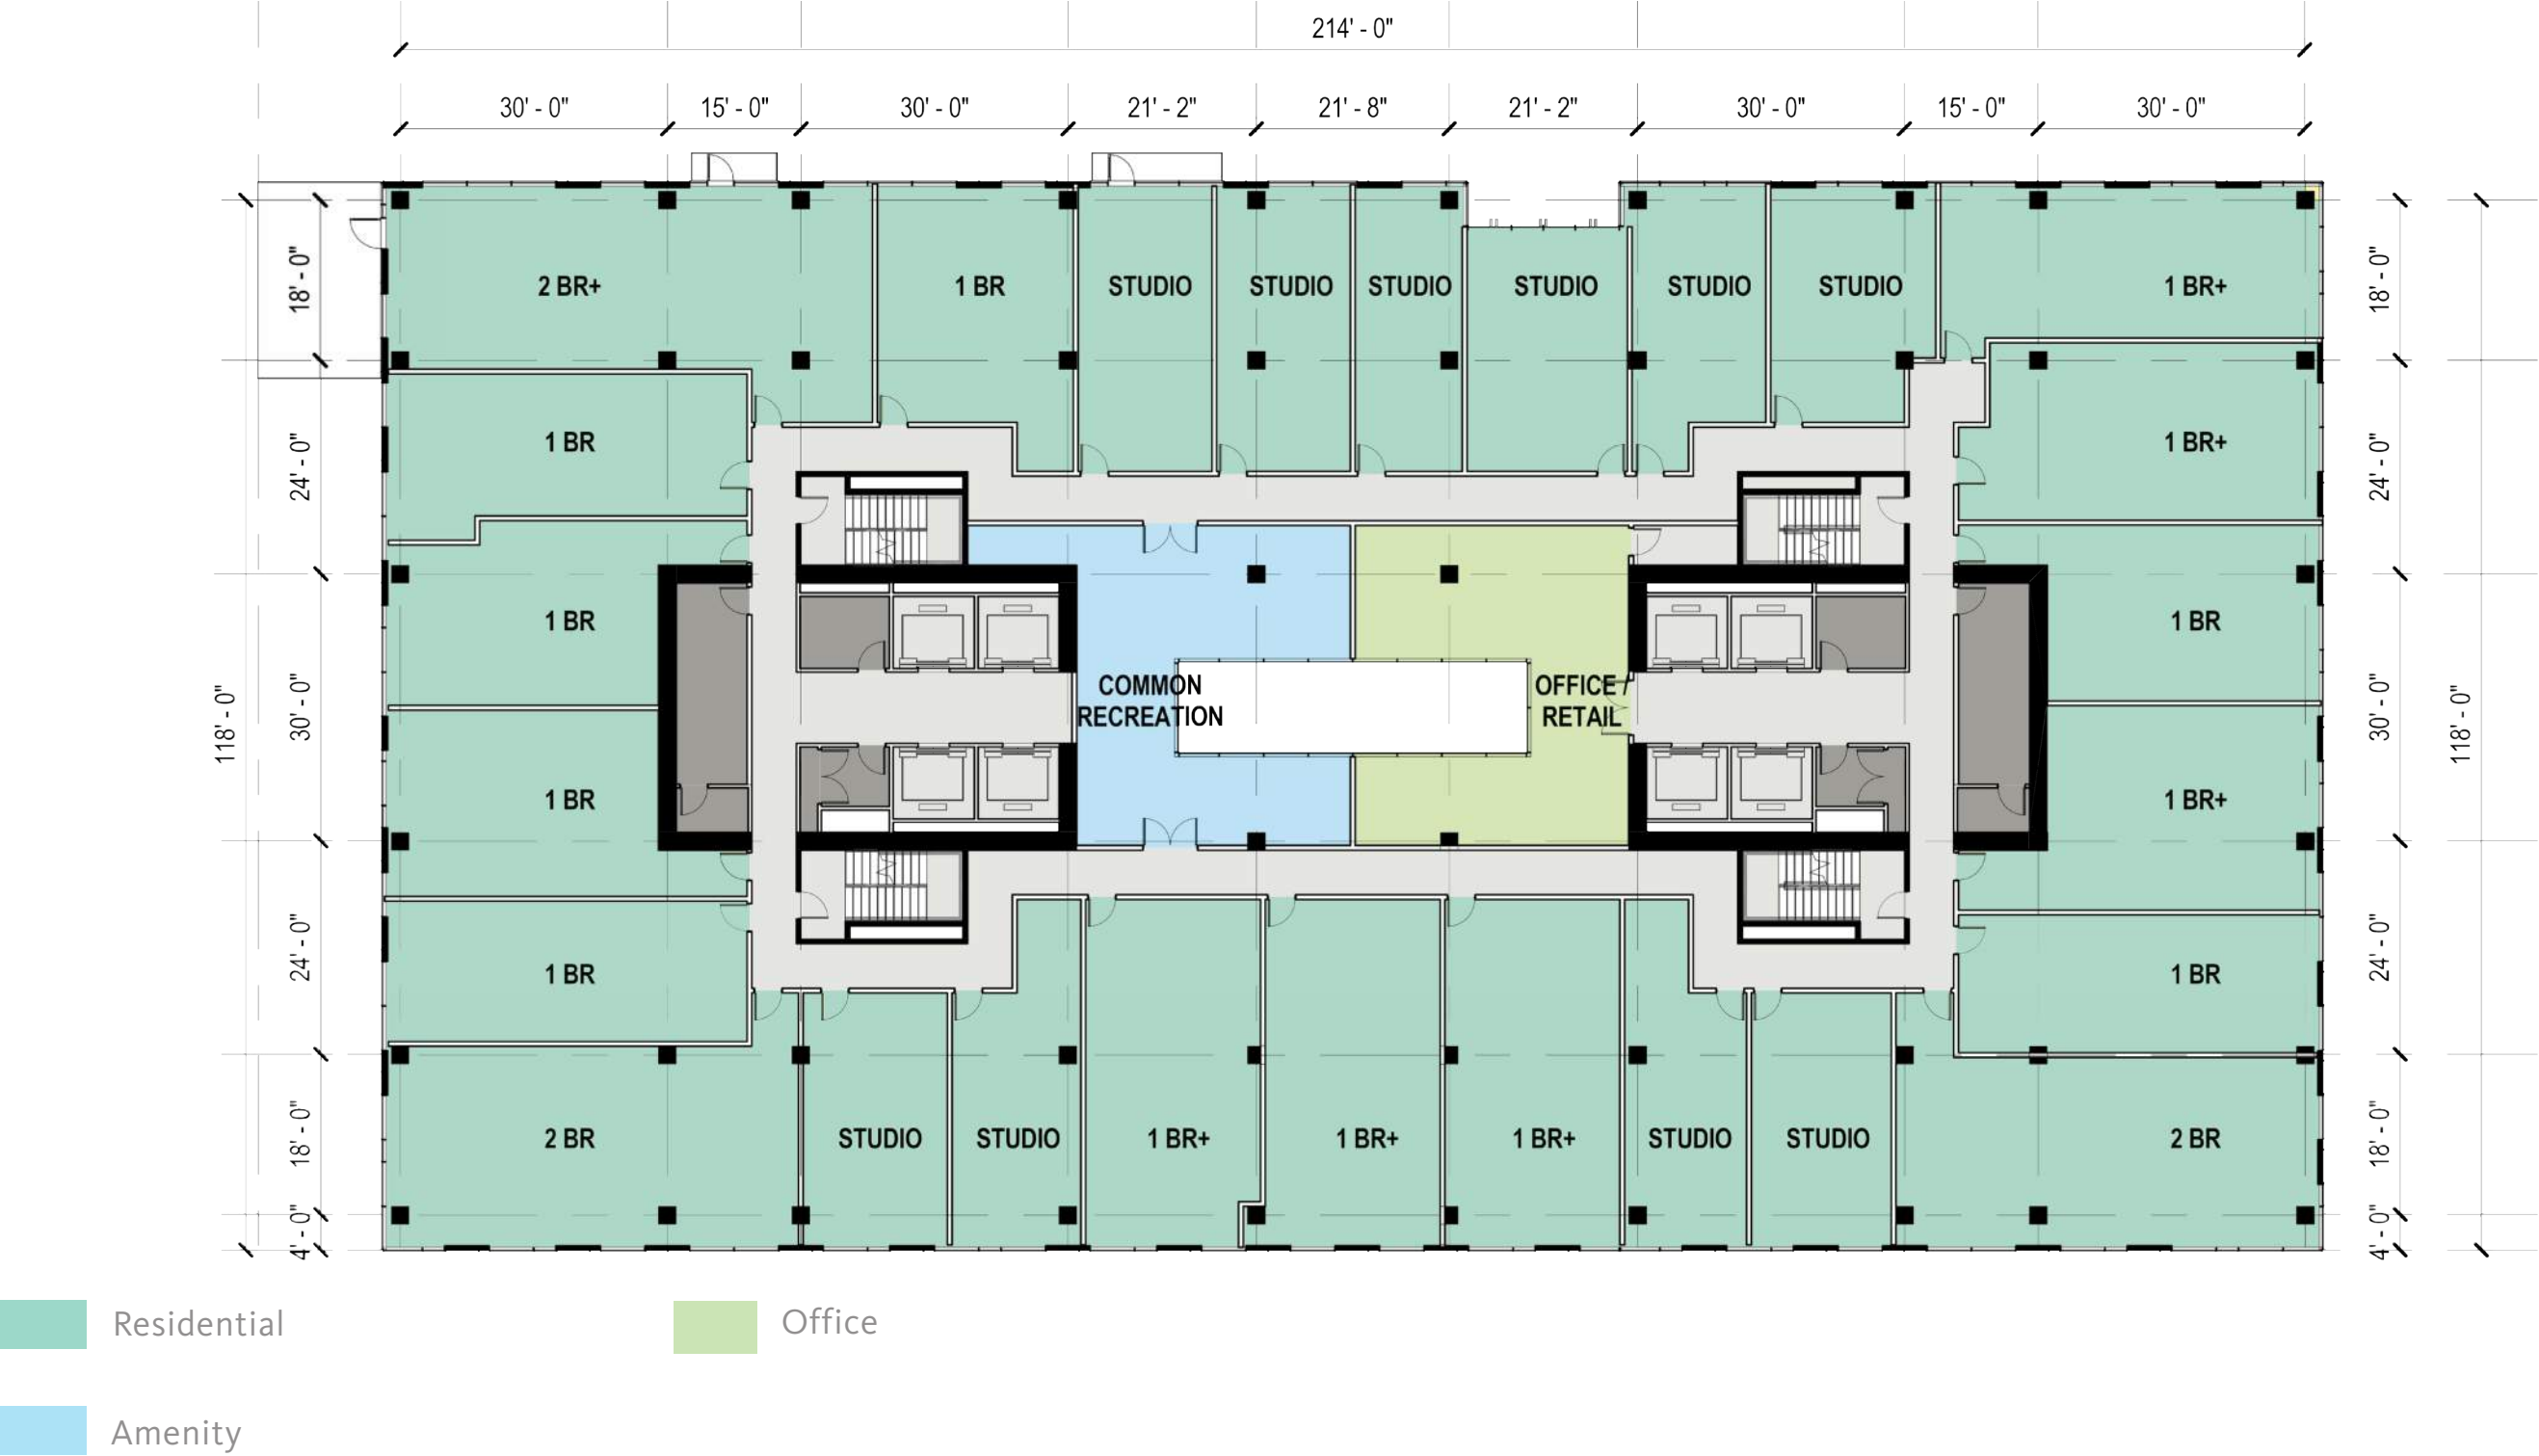 214' - 0"
30' - 0"
15' - 0"
30' - 0"
21' - 2"
21' - 8"
21' - 2"
30' - 0"
15' - 0"
30' - 0"
18' - 0"
2 BR+
1 BR
STUDIO
STUDIO
STUDIO
STUDIO
STUDIO
STUDIO
1 BR+
18' - 0"
24' - 0"
1 BR
1 BR+
24' - 0"
1 BR
1 BR
118' - 0"
30' - 0"
COMMON
RECREATION
OFFICE /
RETAIL
30' - 0"
118' - 0"
1 BR
1 BR+
24' - 0"
1 BR
1 BR
24' - 0"
18' - 0"
2 BR
STUDIO
STUDIO
1 BR+
1 BR+
1 BR+
STUDIO
STUDIO
2 BR
18' - 0"
4' - 0"
4' - 0"
Residential
Office
Amenity